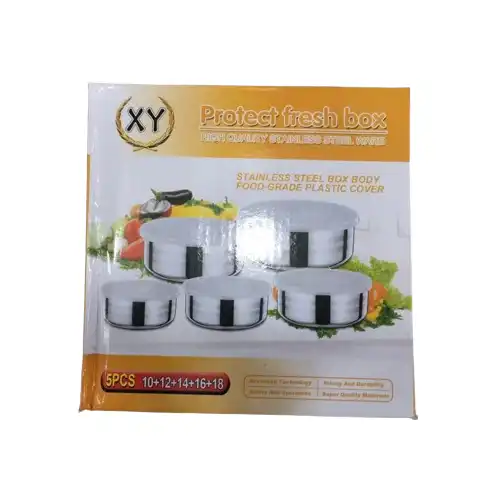 XY
Protect fresh box
HIGH QUALITY STAINLESS STEEL WARE
STAINLESS STEEL BOX BODY
FOOD-GRADE PLASTIC COVER
5PCS 10+12+14+16+18
Advanced Technology
Strong And Durability
Super Quality Materials